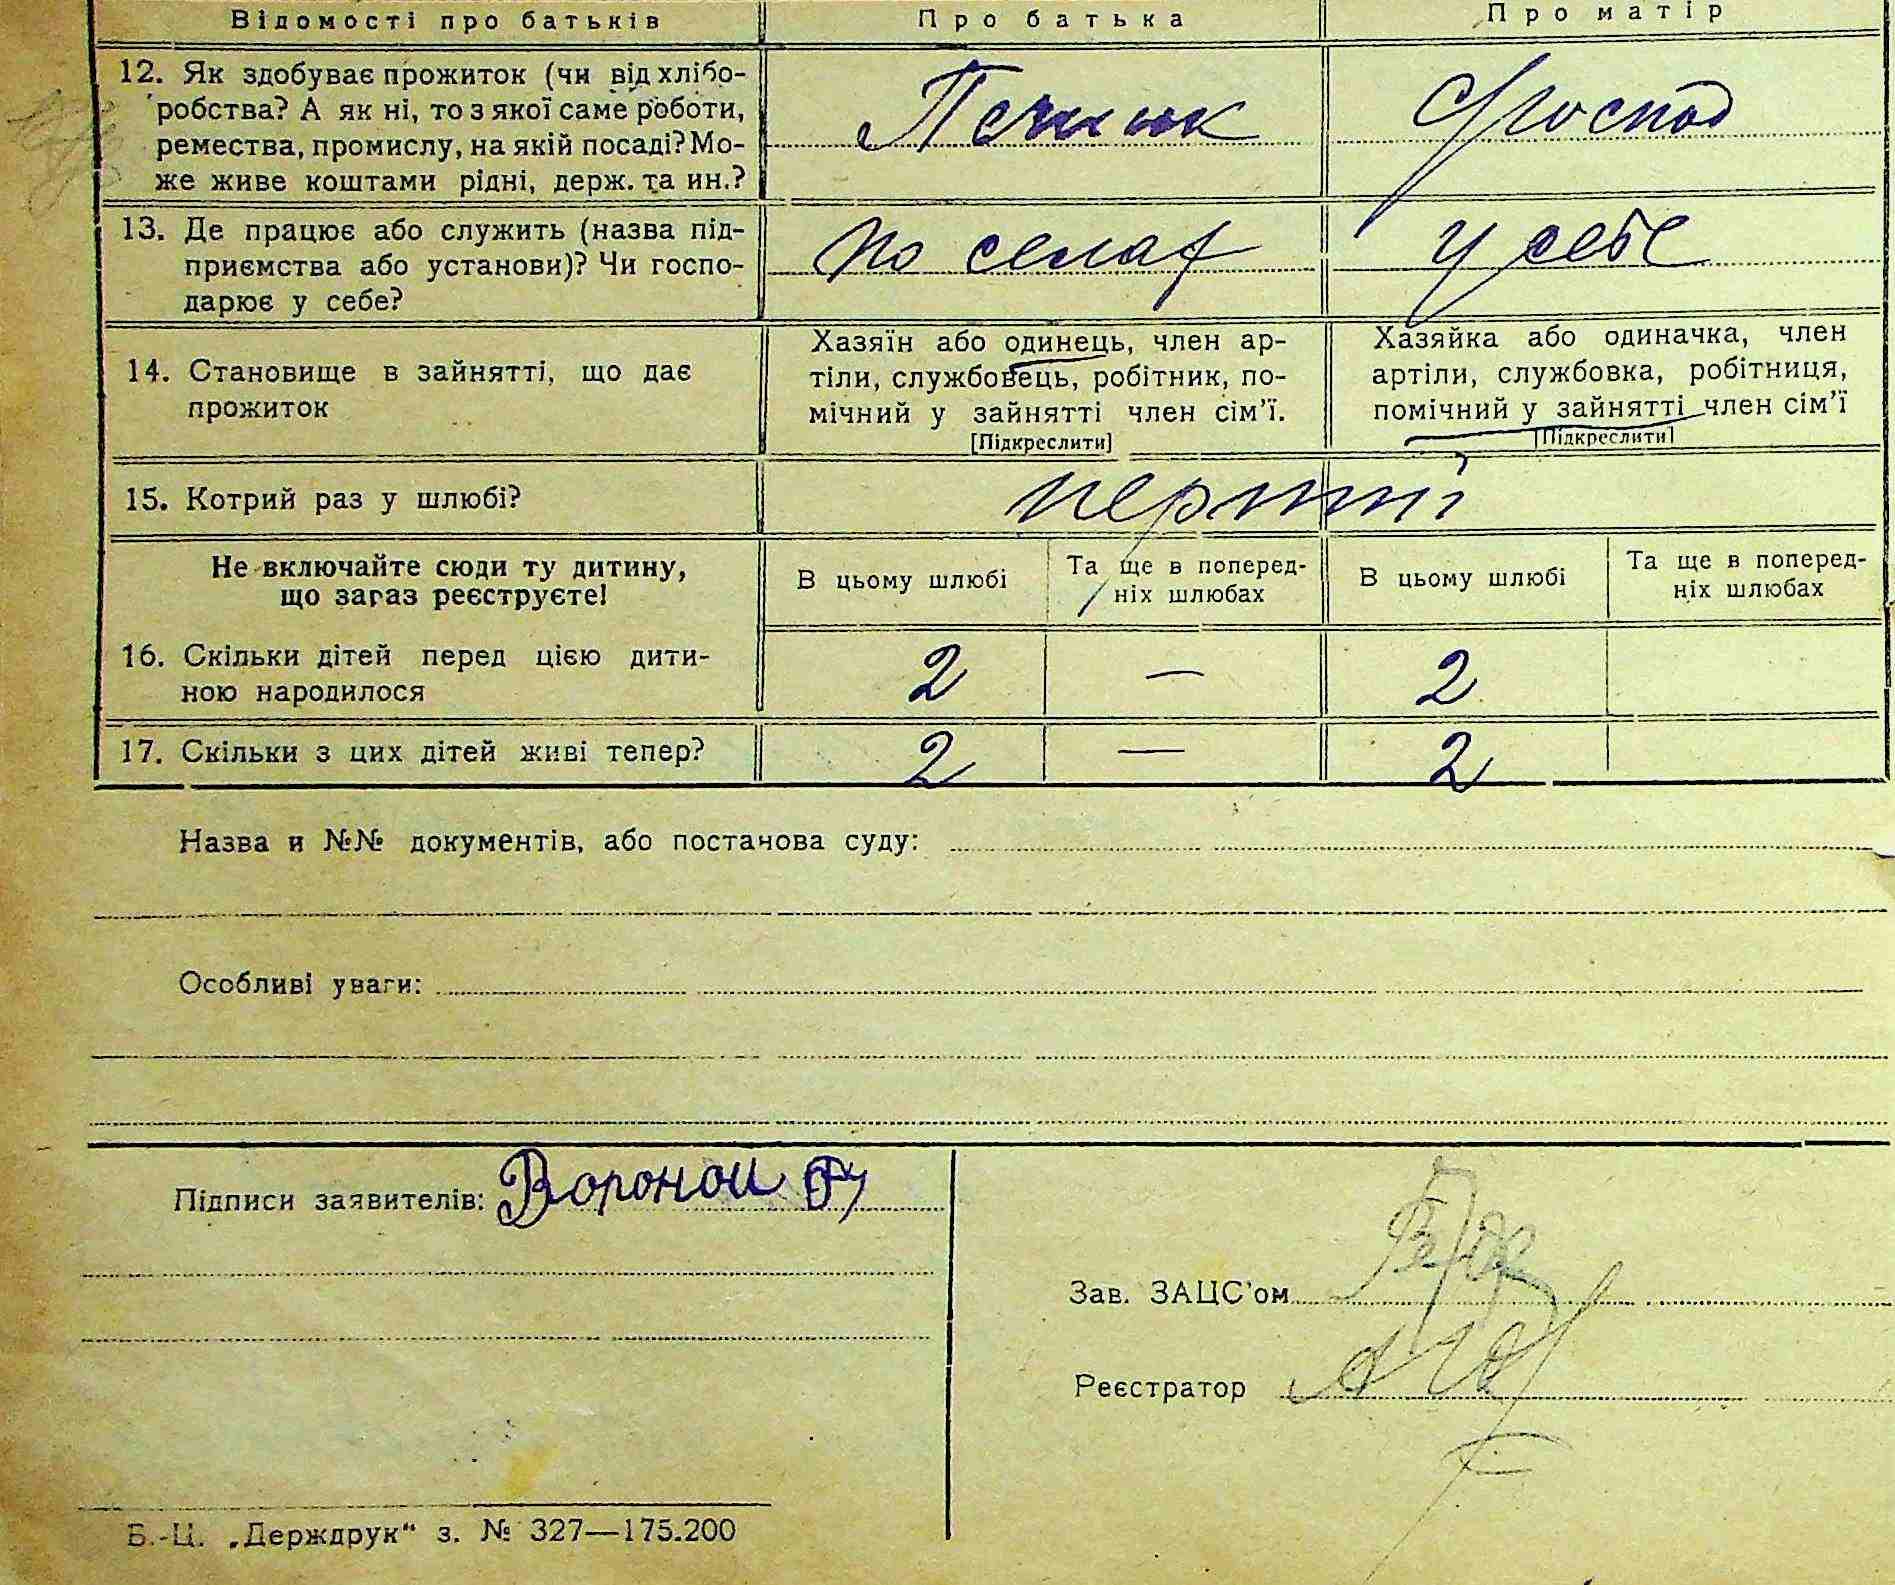 Відомості про батьків Про батька Про матір
12. Як здобуває прожиток (чи від хлібо-
робства? А як ні, то з якої саме роботи,
ремества, промислу, на якій посаді? Мо-
же живе коштами рідні, держ. та ин.?
Пічник Господ
13. Де працює або служить (назва під-
приємства або установи)? Чи госпо-
дарює у себе?
по селах у себе
14. Становище в зайнятті, що дає
прожиток
Хазяїн або одинець, член ар-
тіли, службовець, робітник, по-
мічний у зайнятті член сім'ї.
[Підкреслити]
Хазяйка або одиначка, член
артіли, службовка, робітниця,
помічний у зайнятті член сім'ї
[Підкреслити]
15. Котрий раз у шлюбі? перший
Не включайте сюди ту дитину,
що зараз реєструєте!
В цьому шлюбі
Та ще в поперед-
ніх шлюбах
В цьому шлюбі
Та ще в поперед-
ніх шлюбах
16. Скільки дітей перед цією дити-
ною народилося
2 — 2
17. Скільки з цих дітей живі тепер? 2 — 2
Назва и №№ документів, або постанова суду:
Особливі уваги:
Підписи заявителів: Вороной
Зав. ЗАЦС'ом
Реєстратор
Б.-Ц. „Держдрук" з. № 327—175.200